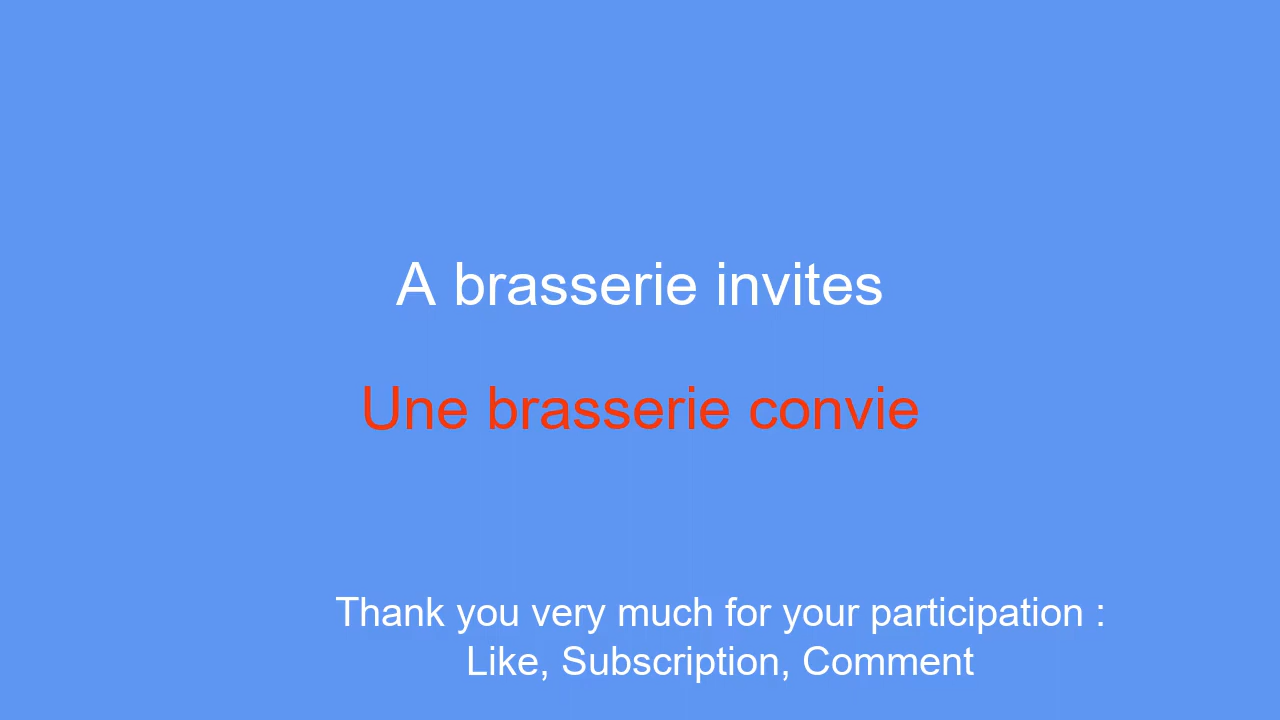 A brasserie invites
Une brasserie convie
Thank you very much for your participation :
Like, Subscription, Comment